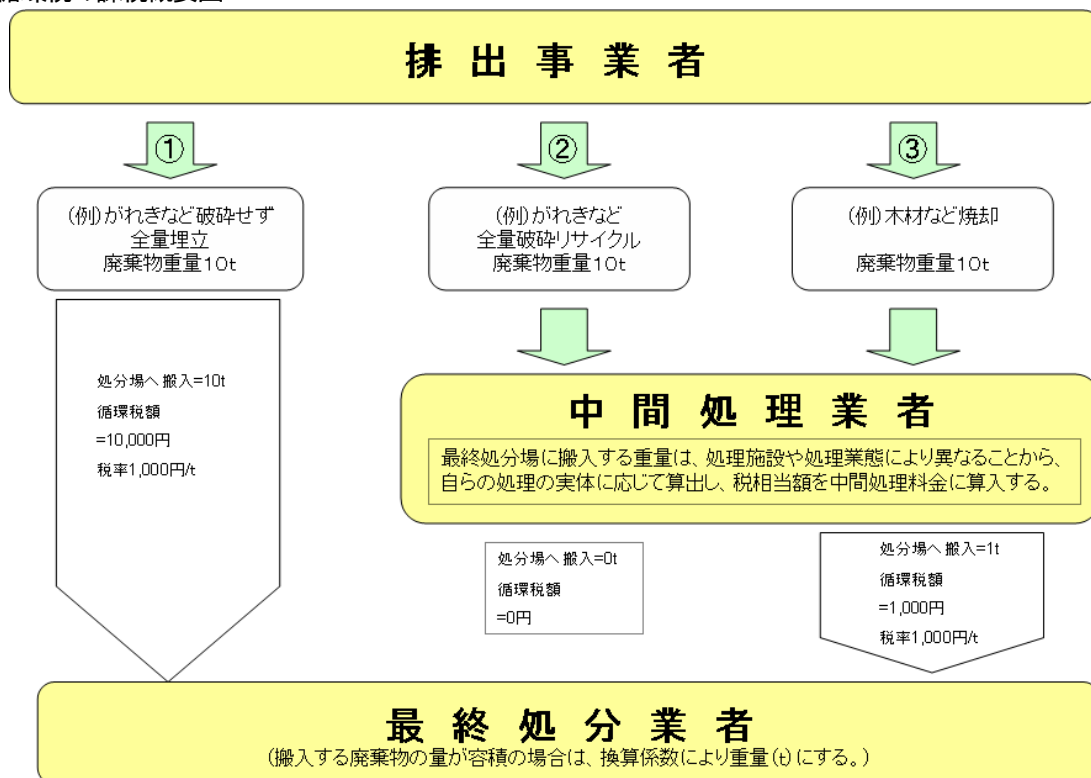 排出事業者
①
②
③
(例)がれきなど破砕せず
全量埋立
廃棄物重量10t
(例)がれきなど
全量破砕リサイクル
廃棄物重量10t
(例)木材など焼却
廃棄物重量10t
処分場へ搬入=10t
循環税額
=10,000円
税率1,000円/t
中間処理業者
最終処分場に搬入する重量は、処理施設や処理業態により異なることから、
自らの処理の実体に応じて算出し、税相当額を中間処理料金に算入する。
処分場へ搬入=0t
循環税額
=0円
処分場へ搬入=1t
循環税額
=1,000円
税率1,000円/t
最終処分業者
(搬入する廃棄物の量が容積の場合は、換算係数により重量(t)にする。)